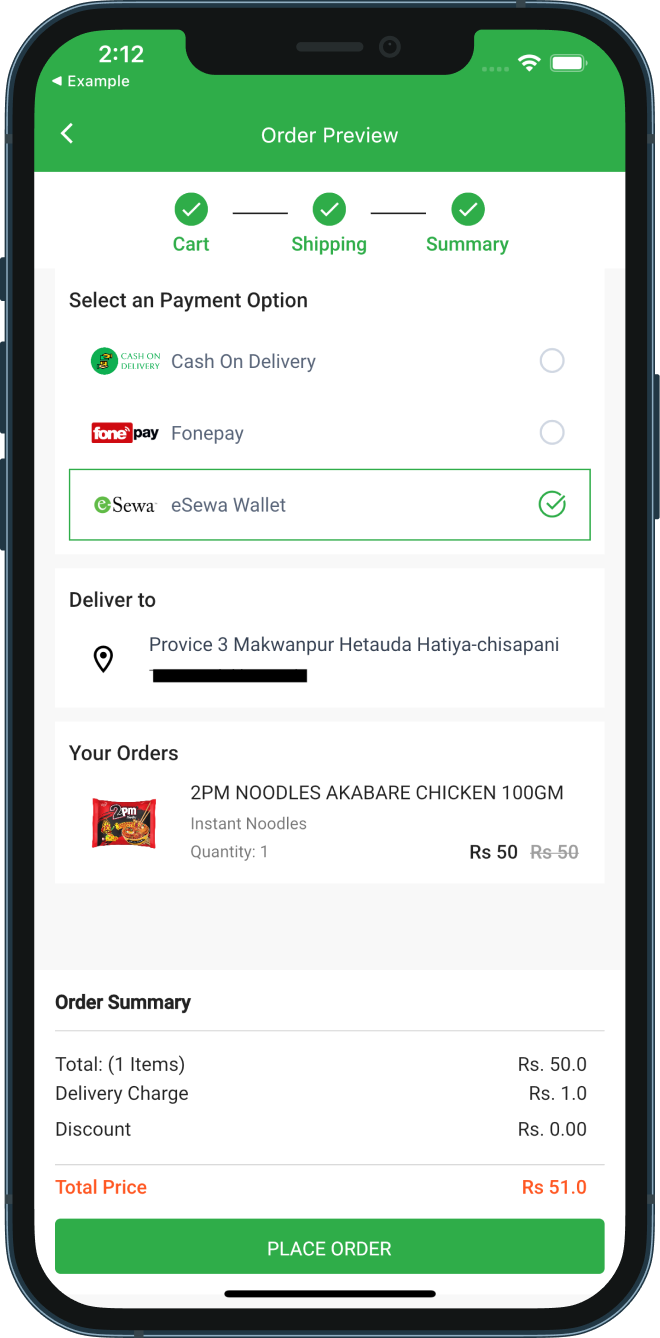 2:12
◀ Example
Order Preview
Cart Shipping Summary
Select an Payment Option
CASH ON
DELIVERY
Cash On Delivery
fonepay Fonepay
eSewa eSewa Wallet
Deliver to
Provice 3 Makwanpur Hetauda Hatiya-chisapani
Your Orders
2PM NOODLES AKABARE CHICKEN 100GM
2pm
Instant Noodles
Quantity: 1 Rs 50 Rs 50
Order Summary
Total: (1 Items) Rs. 50.0
Delivery Charge Rs. 1.0
Discount Rs. 0.00
Total Price Rs 51.0
PLACE ORDER